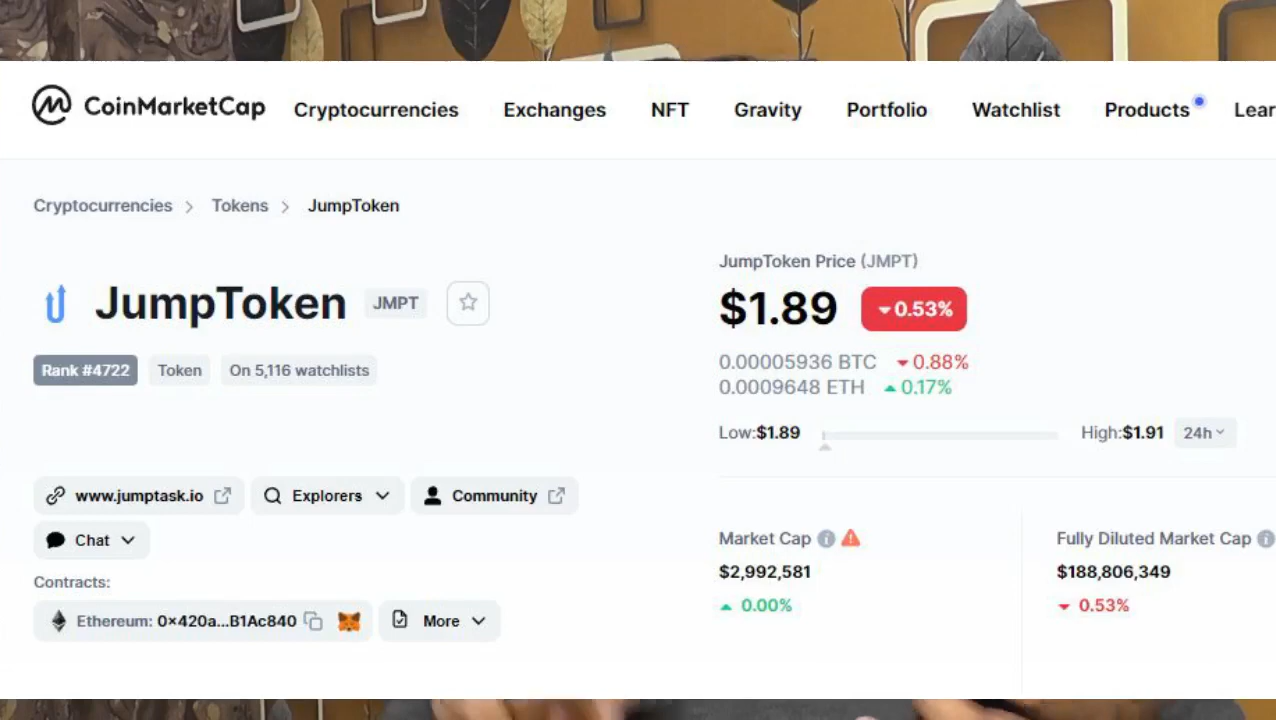 CoinMarketCap Cryptocurrencies Exchanges NFT Gravity Portfolio Watchlist Products Lear
Cryptocurrencies > Tokens > JumpToken
JumpToken JMPT
Rank #4722 Token On 5,116 watchlists
www.jumptask.io Explorers Community
Chat
Contracts:
Ethereum: 0×420a...B1Ac840 More
JumpToken Price (JMPT)
$1.89 0.53%
0.00005936 BTC 0.88%
0.0009648 ETH 0.17%
Low:$1.89 High:$1.91 24h
Market Cap
$2,992,581
0.00%
Fully Diluted Market Cap
$188,806,349
0.53%